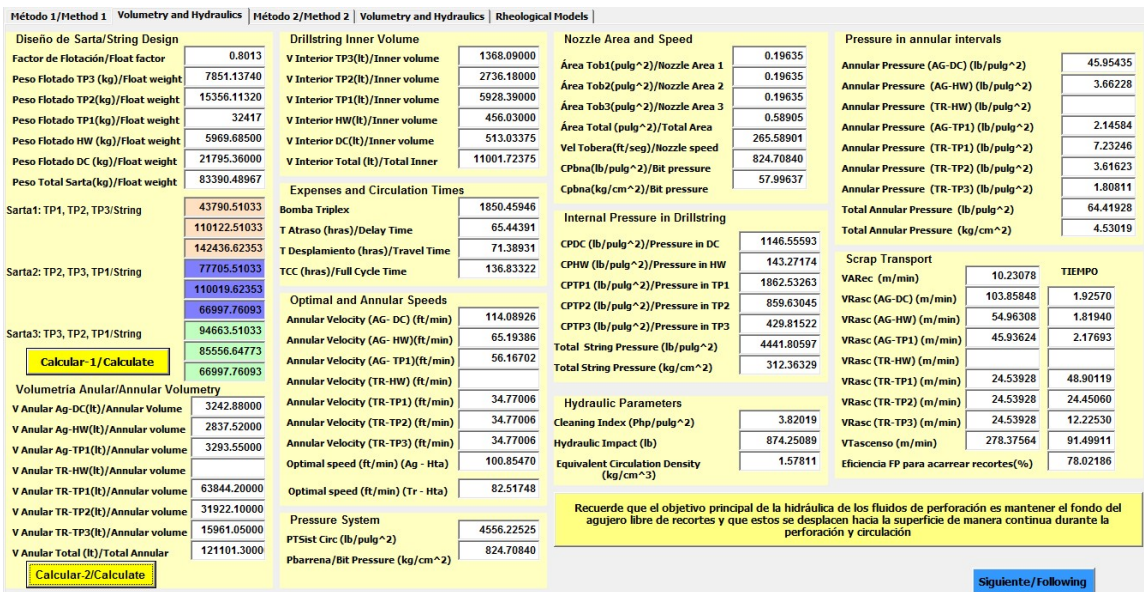 Método 1/Method 1 Volumetry and Hydraulics Método 2/Method 2 Volumetry and Hydraulics Rheological Models
Diseño de Sarta/String Design
Factor de Flotación/Float factor 0.8013
Peso Flotado TP3 (kg)/Float weight 7851.13740
Peso Flotado TP2(kg)/Float weight 15356.11320
Peso Flotado TP1(kg)/Float weight 32417
Peso Flotado HW (kg)/Float weight 5969.68500
Peso Flotado DC (kg)/Float weight 21795.36000
Peso Total Sarta(kg)/Float weight 83390.48967
Sarta1: TP1, TP2, TP3/String 43790.51033
110122.51033
142436.62353
Sarta2: TP2, TP3, TP1/String 77705.51033
110019.62353
66997.76093
Sarta3: TP3, TP2, TP1/String 94663.51033
85556.64773
66997.76093
Calcular-1/Calculate
Volumetría Anular/Annular Volumetry
V Anular Ag-DC(lt)/Annular Volume 3242.88000
V Anular Ag-HW(lt)/Annular volume 2837.52000
V Anular Ag-TP1(lt)/Annular volume 3293.55000
V Anular TR-HW(lt)/Annular volume
V Anular TR-TP1(lt)/Annular volume 63844.20000
V Anular TR-TP2(lt)/Annular volume 31922.10000
V Anular TR-TP3(lt)/Annular volume 15961.05000
V Anular Total (lt)/Total Annular 121101.3000
Calcular-2/Calculate
Drillstring Inner Volume
V Interior TP3(lt)/Inner volume 1368.09000
V Interior TP2(lt)/Inner volume 2736.18000
V Interior TP1(lt)/Inner volume 5928.39000
V Interior HW(lt)/Inner volume 456.03000
V Interior DC(lt)/Inner volume 513.03375
V Interior Total (lt)/Total Inner 11001.72375
Expenses and Circulation Times
Bomba Triplex 1850.45946
T Atraso (hras)/Delay Time 65.44391
T Desplamiento (hras)/Travel Time 71.38931
TCC (hras)/Full Cycle Time 136.83322
Optimal and Annular Speeds
Annular Velocity (AG- DC) (ft/min) 114.08926
Annular Velocity (AG- HW)(ft/min) 65.19386
Annular Velocity (AG- TP1)(ft/min) 56.16702
Annular Velocity (TR-HW) (ft/min)
Annular Velocity (TR-TP1) (ft/min) 34.77006
Annular Velocity (TR-TP2) (ft/min) 34.77006
Annular Velocity (TR-TP3) (ft/min) 34.77006
Optimal speed (ft/min) (Ag - Hta) 100.85470
Optimal speed (ft/min) (Tr - Hta) 82.51748
Pressure System
PTSist Circ (lb/pulg^2) 4556.22525
Pbarrena/Bit Pressure (kg/cm^2) 824.70840
Nozzle Area and Speed
Área Tob1(pulg^2)/Nozzle Area 1 0.19635
Área Tob2(pulg^2)/Nozzle Area 2 0.19635
Área Tob3(pulg^2)/Nozzle Area 3 0.19635
Área Total (pulg^2)/Total Area 0.58905
Vel Tobera(ft/seg)/Nozzle speed 265.58901
CPbna(lb/pulg^2)/Bit pressure 824.70840
Cpbna(kg/cm^2)/Bit pressure 57.99637
Internal Pressure in Drillstring
CPDC (lb/pulg^2)/Pressure in DC 1146.55593
CPHW (lb/pulg^2)/Pressure in HW 143.27174
CPTP1 (lb/pulg^2)/Pressure in TP1 1862.53263
CPTP2 (lb/pulg^2)/Pressure in TP2 859.63045
CPTP3 (lb/pulg^2)/Pressure in TP3 429.81522
Total String Pressure (lb/pulg^2) 4441.80597
Total String Pressure (kg/cm^2) 312.36329
Hydraulic Parameters
Cleaning Index (Php/pulg^2) 3.82019
Hydraulic Impact (lb) 874.25089
Equivalent Circulation Density 1.57811
(kg/cm^3)
Pressure in annular intervals
Annular Pressure (AG-DC) (lb/pulg^2) 45.95435
Annular Pressure (AG-HW) (lb/pulg^2) 3.66228
Annular Pressure (TR-HW) (lb/pulg^2)
Annular Pressure (AG-TP1) (lb/pulg^2) 2.14584
Annular Pressure (TR-TP1) (lb/pulg^2) 7.23246
Annular Pressure (TR-TP2) (lb/pulg^2) 3.61623
Annular Pressure (TR-TP3) (lb/pulg^2) 1.80811
Total Annular Pressure (lb/pulg^2) 64.41928
Total Annular Pressure (kg/cm^2) 4.53019
Scrap Transport
TIEMPO
VARec (m/min) 10.23078
VRasc (AG-DC) (m/min) 103.85848 1.92570
VRasc (AG-HW) (m/min) 54.96308 1.81940
VRasc (AG-TP1) (m/min) 45.93624 2.17693
VRasc (TR-HW) (m/min)
VRasc (TR-TP1) (m/min) 24.53928 48.90119
VRasc (TR-TP2) (m/min) 24.53928 24.45060
VRasc (TR-TP3) (m/min) 24.53928 12.22530
VTascenso (m/min) 278.37564 91.49911
Eficiencia FP para acarrear recortes(%) 78.02186
Recuerde que el objetivo principal de la hidráulica de los fluidos de perforación es mantener el fondo del
agujero libre de recortes y que estos se desplacen hacia la superficie de manera continua durante la
perforación y circulación
Siguiente/Following